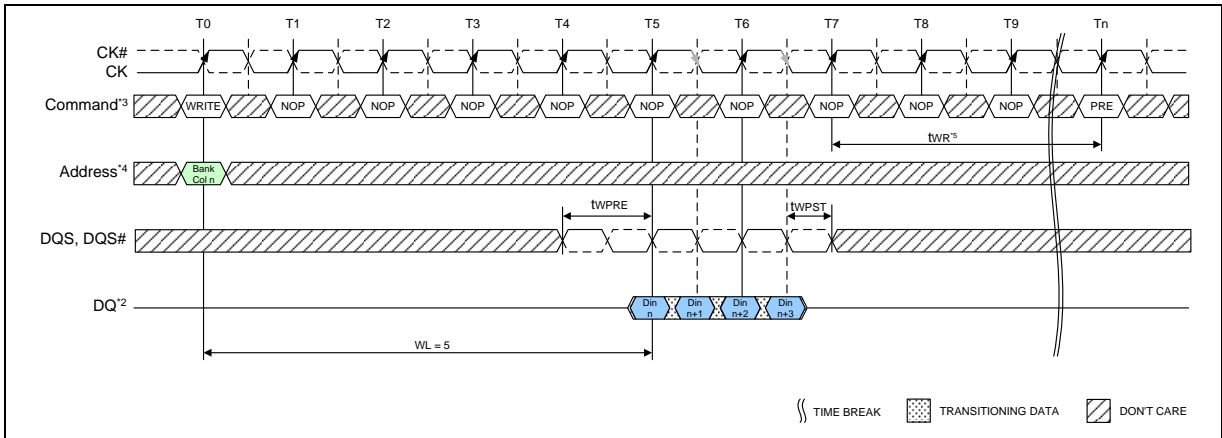 T0 T1 T2 T3 T4 T5 T6 T7 T8 T9 Tn
CK#
CK
Command*3 WRITE NOP NOP NOP NOP NOP NOP NOP NOP NOP PRE
tWR*5
Address*4 Bank
Col n
tWPRE tWPST
DQS, DQS#
DQ*2 Din n Din n+1 Din n+2 Din n+3
WL = 5
TIME BREAK TRANSITIONING DATA DON'T CARE